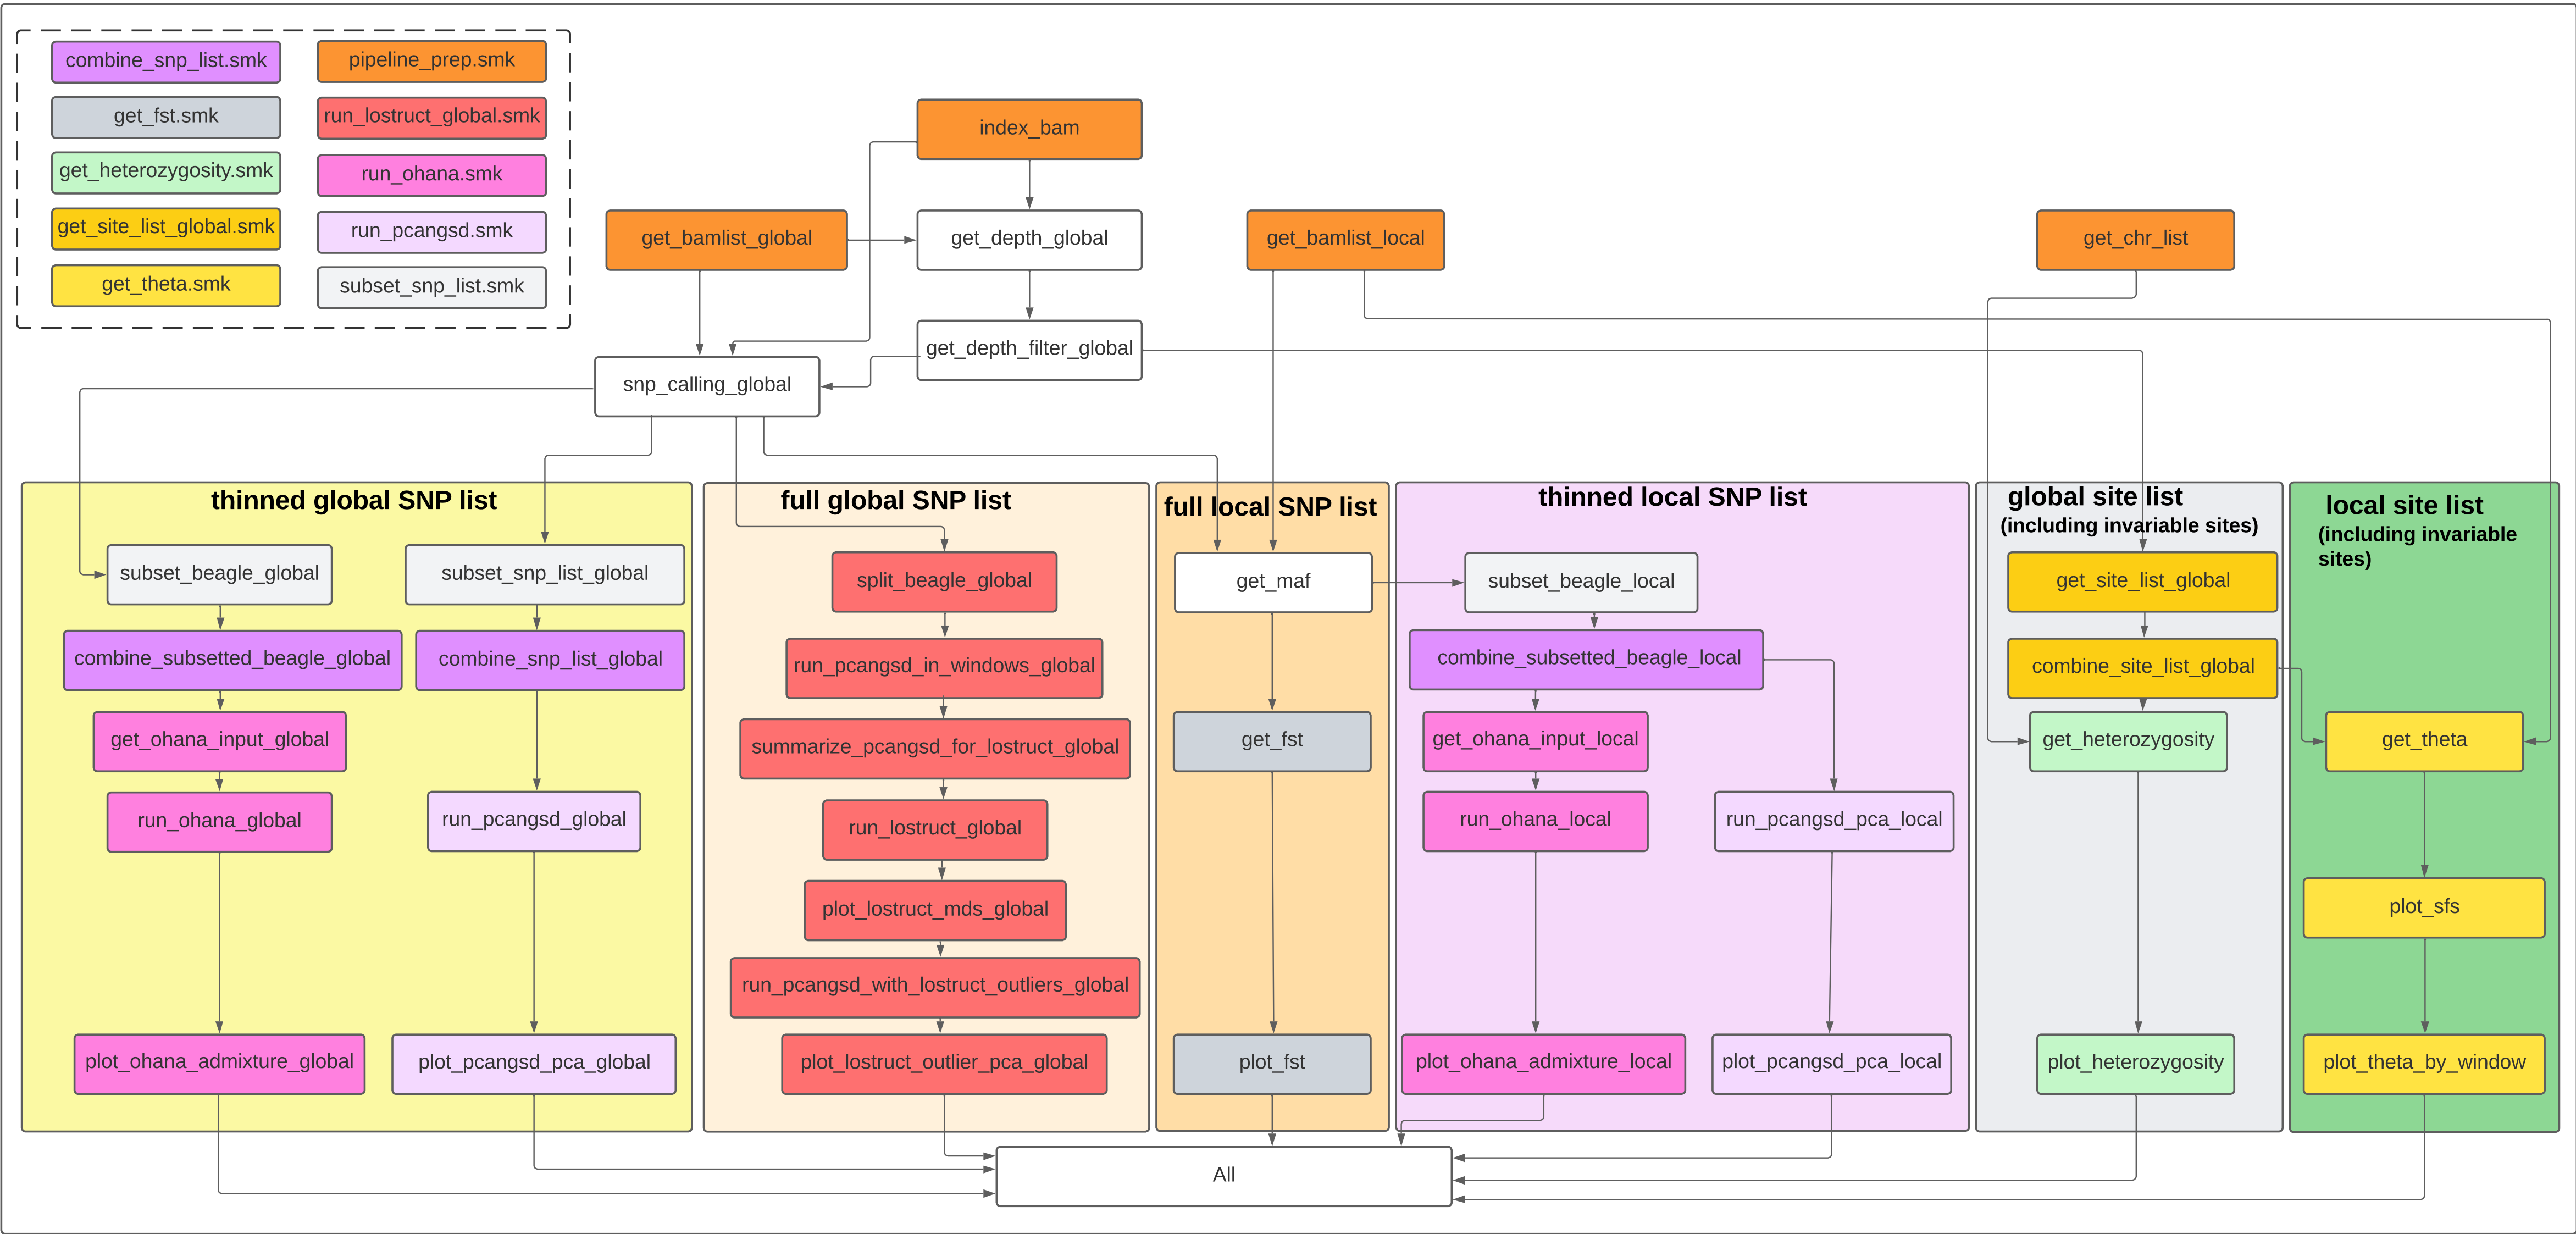 combine_snp_list.smk
pipeline_prep.smk
get_fst.smk
run_lostruct_global.smk
get_heterozygosity.smk
run_ohana.smk
get_site_list_global.smk
run_pcangsd.smk
get_theta.smk
subset_snp_list.smk
index_bam
get_bamlist_global
get_depth_global
get_bamlist_local
get_chr_list
get_depth_filter_global
snp_calling_global
thinned global SNP list
subset_beagle_global
subset_snp_list_global
combine_subsetted_beagle_global
combine_snp_list_global
get_ohana_input_global
run_ohana_global
run_pcangsd_global
plot_ohana_admixture_global
plot_pcangsd_pca_global
full global SNP list
split_beagle_global
run_pcangsd_in_windows_global
summarize_pcangsd_for_lostruct_global
run_lostruct_global
plot_lostruct_mds_global
run_pcangsd_with_lostruct_outliers_global
plot_lostruct_outlier_pca_global
full local SNP list
get_maf
get_fst
plot_fst
thinned local SNP list
subset_beagle_local
combine_subsetted_beagle_local
get_ohana_input_local
run_ohana_local
run_pcangsd_pca_local
plot_ohana_admixture_local
plot_pcangsd_pca_local
global site list
(including invariable sites)
get_site_list_global
combine_site_list_global
get_heterozygosity
plot_heterozygosity
local site list
(including invariable
sites)
get_theta
plot_sfs
plot_theta_by_window
All